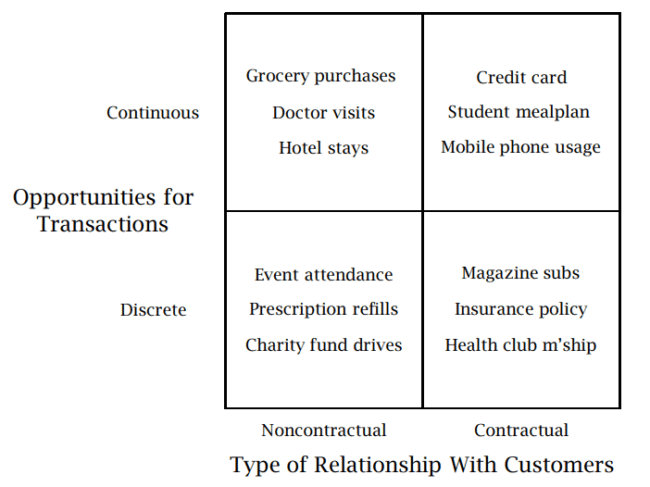 Grocery purchases
Doctor visits
Hotel stays
Credit card
Student mealplan
Mobile phone usage
Continuous
Opportunities for
Transactions
Discrete
Event attendance
Prescription refills
Charity fund drives
Magazine subs
Insurance policy
Health club m'ship
Noncontractual
Contractual
Type of Relationship With Customers